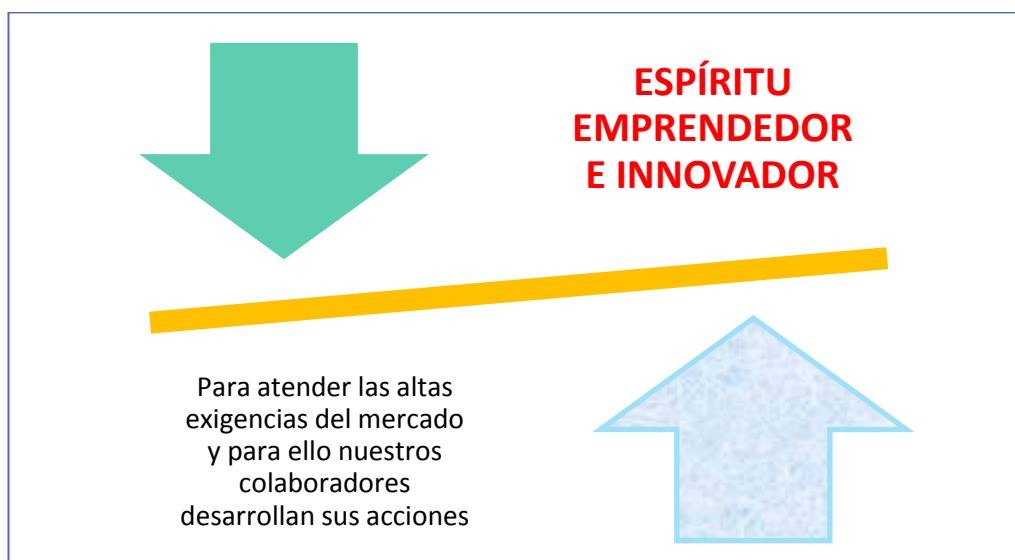 ESPÍRITU
EMPRENDEDOR
E INNOVADOR
Para atender las altas
exigencias del mercado
y para ello nuestros
colaboradores
desarrollan sus acciones